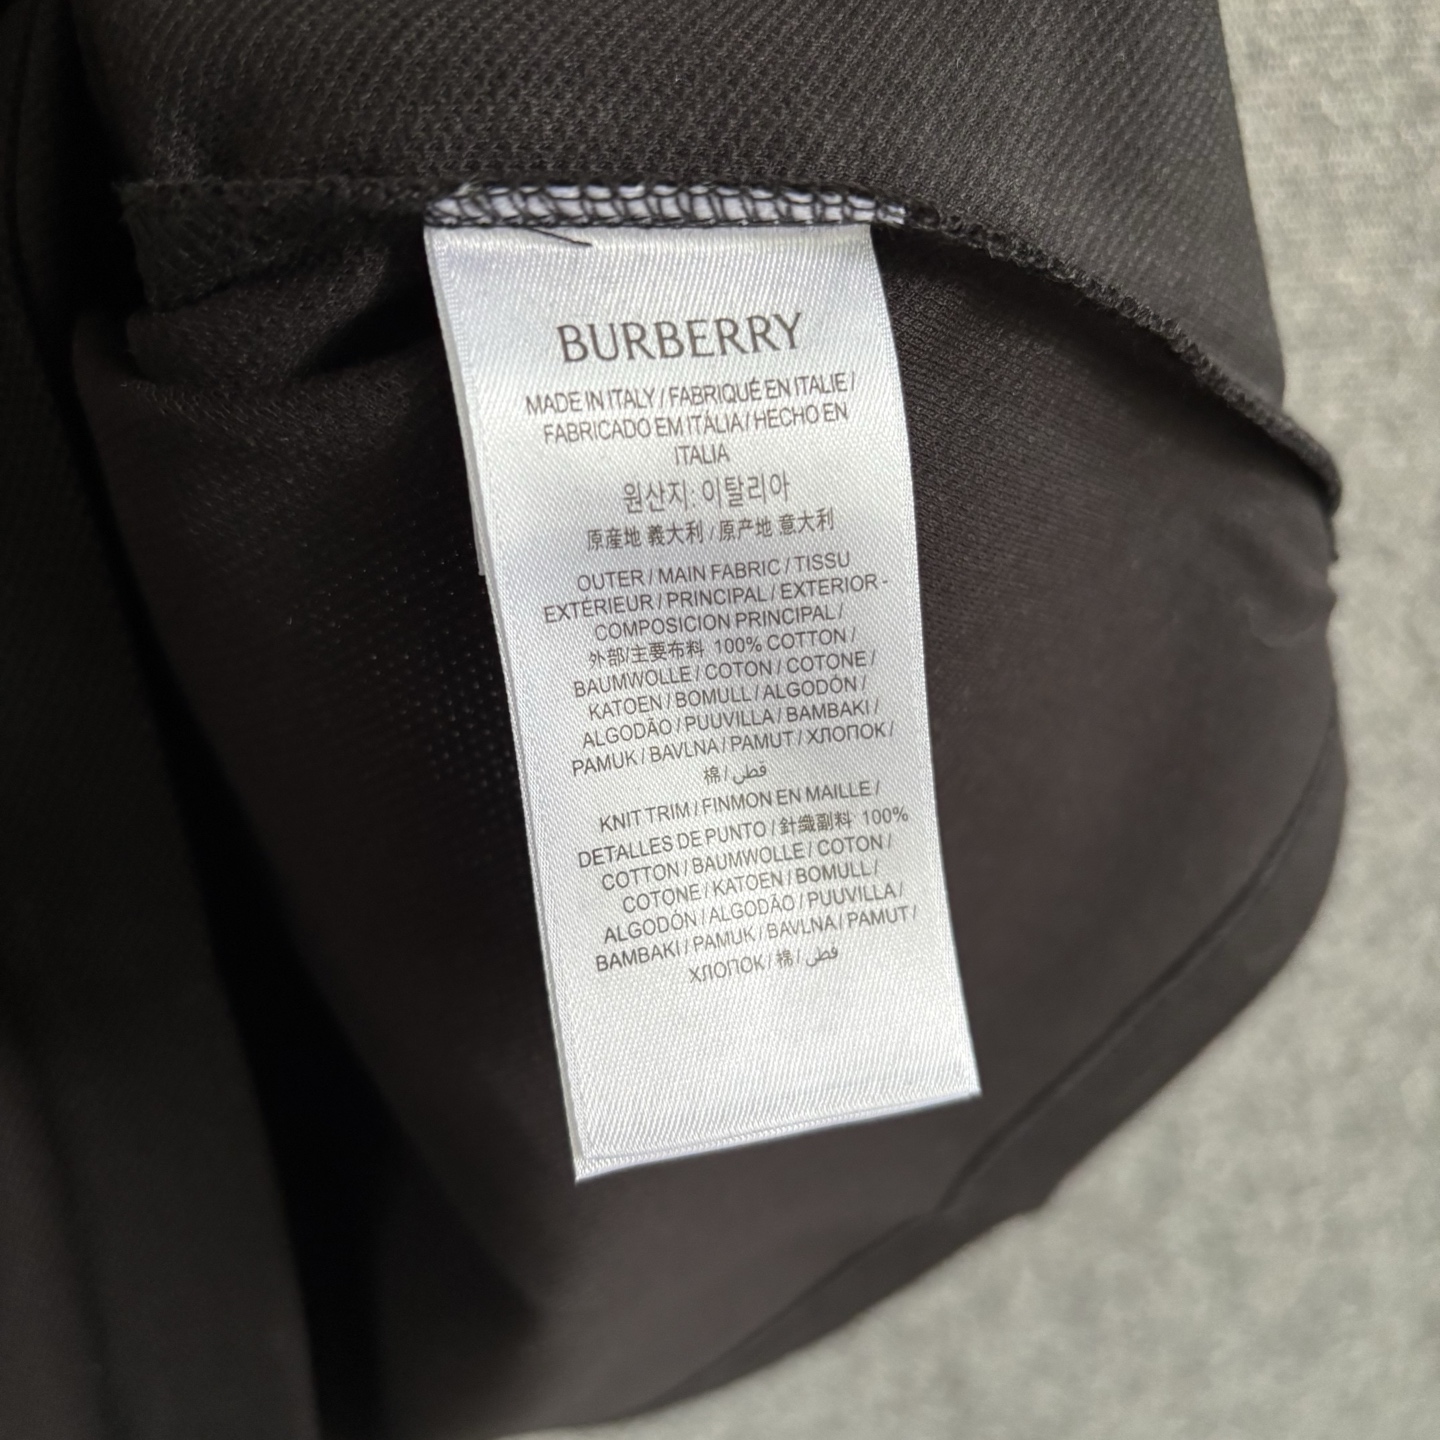 BURBERRY
MADE IN ITALY / FABRIQUÉ EN ITALIE /
FABRICADO EM ITÁLIA / HECHO EN
ITALIA
원산지: 이탈리아
原産地 義大利 / 原产地 意大利
OUTER / MAIN FABRIC / TISSU
EXTÉRIEUR / PRINCIPAL / EXTERIOR -
COMPOSICION PRINCIPAL /
外部/主要布料 100% COTTON /
BAUMWOLLE / COTON / COTONE /
KATOEN / BOMULL / ALGODÓN /
ALGODÃO / PUUVILLA / BAMBAKI /
PAMUK / BAVLNA / PAMUT / ХЛОПОК /
棉 / قطن
KNIT TRIM / FINMON EN MAILLE /
DETALLES DE PUNTO / 針織副料 100%
COTTON / BAUMWOLLE / COTON /
COTONE / KATOEN / BOMULL /
ALGODÓN / ALGODÃO / PUUVILLA /
BAMBAKI / PAMUK / BAVLNA / PAMUT /
ХЛОПОК / 棉 / قطن